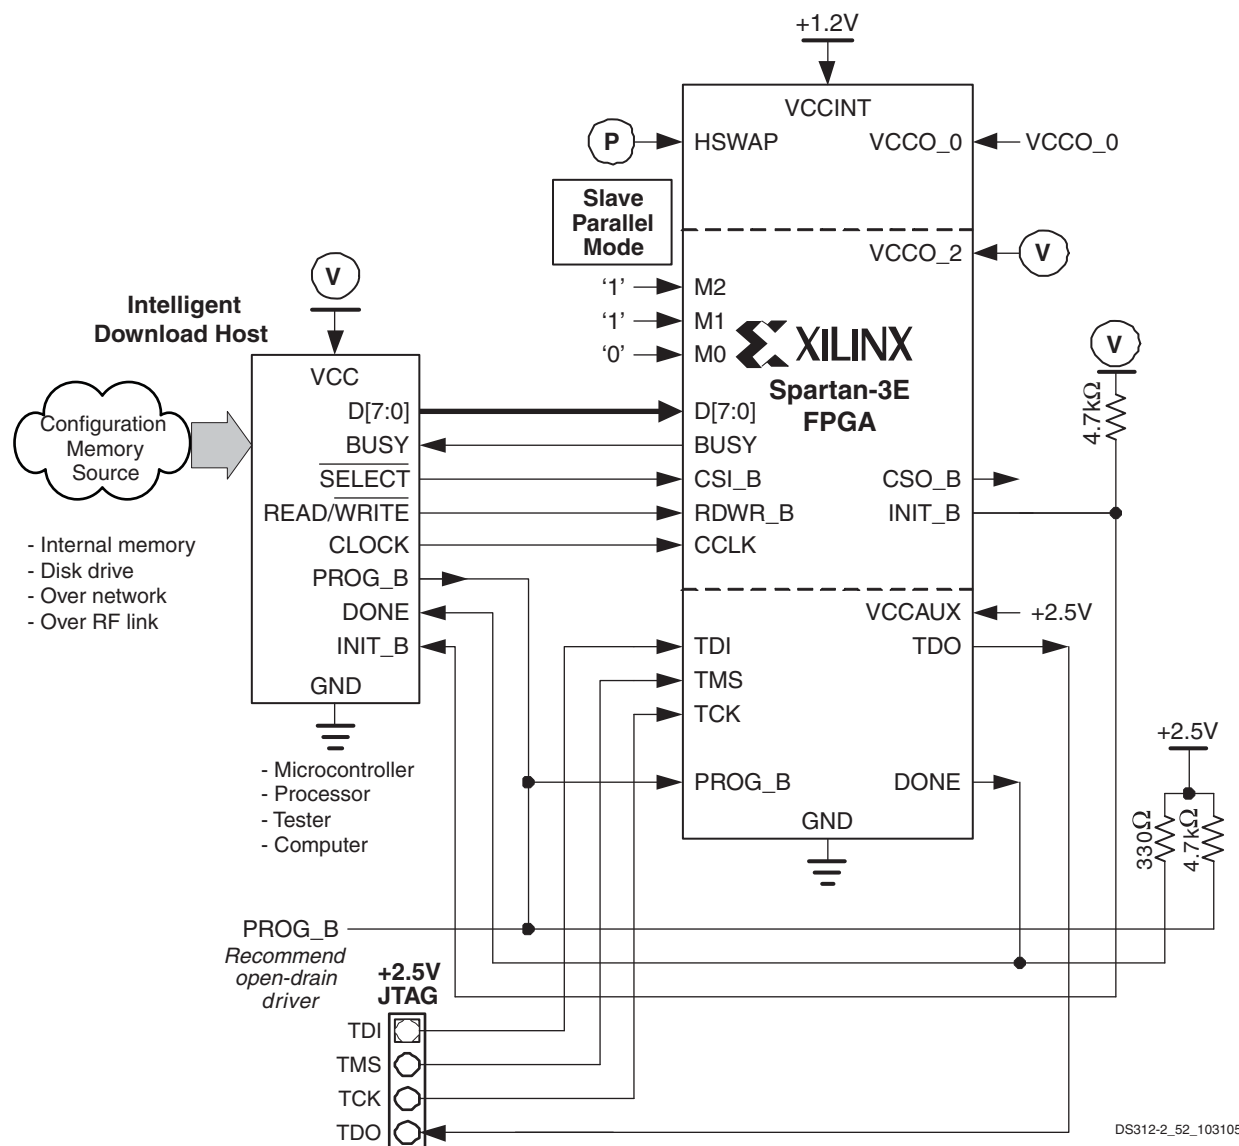 +1.2V
VCCINT
P
HSWAP
VCCO_0
VCCO_0
Slave
Parallel
Mode
VCCO_2
V
V
‘1’
M2
Intelligent
Download Host
‘1’
M1
‘0’
M0
XILINX
V
VCC
Spartan-3E
FPGA
4.7kΩ
Configuration
Memory
Source
D[7:0]
D[7:0]
BUSY
BUSY
SELECT
CSI_B
CSO_B
READ/WRITE
RDWR_B
INIT_B
CLOCK
CCLK
- Internal memory
- Disk drive
- Over network
- Over RF link
PROG_B
DONE
VCCAUX
+2.5V
INIT_B
TDI
TDO
GND
TMS
TCK
+2.5V
- Microcontroller
- Processor
- Tester
- Computer
PROG_B
DONE
GND
330Ω
4.7kΩ
PROG_B
Recommend
open-drain
driver
+2.5V
JTAG
TDI
TMS
TCK
TDO
DS312-2_52_103105